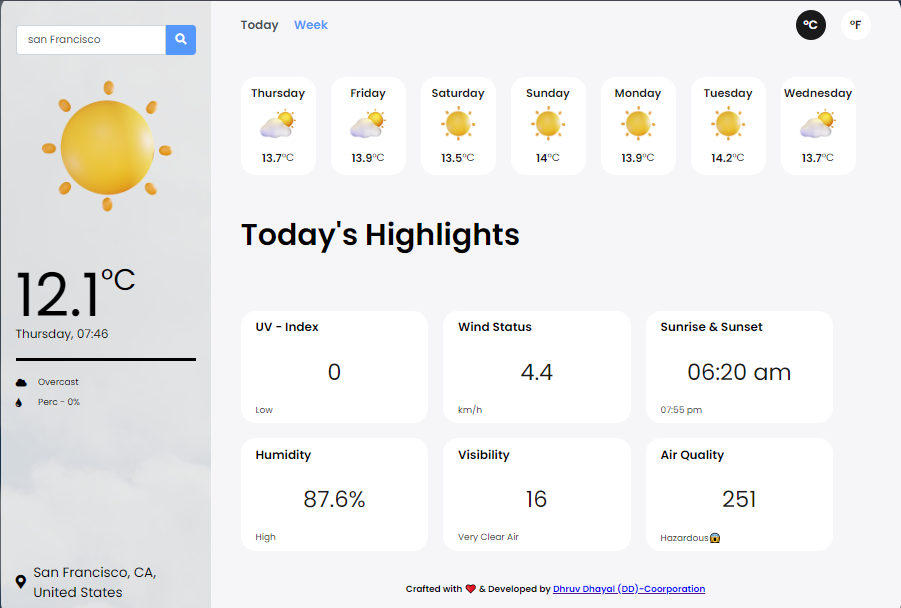 san Francisco
12.1°C
Thursday, 07:46
Overcast
Perc - 0%
San Francisco, CA,
United States
Today Week
°C °F
Thursday Friday Saturday Sunday Monday Tuesday Wednesday
13.7°C 13.9°C 13.5°C 14°C 13.9°C 14.2°C 13.7°C
Today's Highlights
UV - Index
0
Low
Wind Status
4.4
km/h
Sunrise & Sunset
06:20 am
07:55 pm
Humidity
87.6%
High
Visibility
16
Very Clear Air
Air Quality
251
Hazardous😱
Crafted with ❤️ & Developed by Dhruv Dhayal (DD)-Coorporation